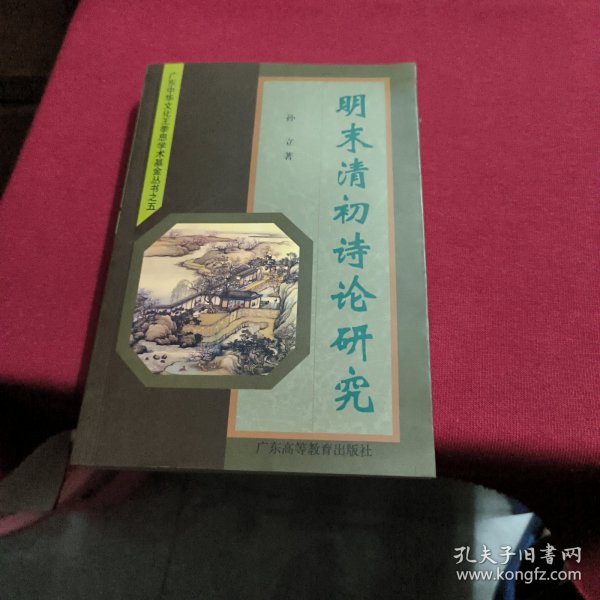 广东中华文化王季思学术基金丛书之五
明末清初诗论研究
孙立著
广东高等教育出版社
孔夫子旧书网
www.kongfz.com